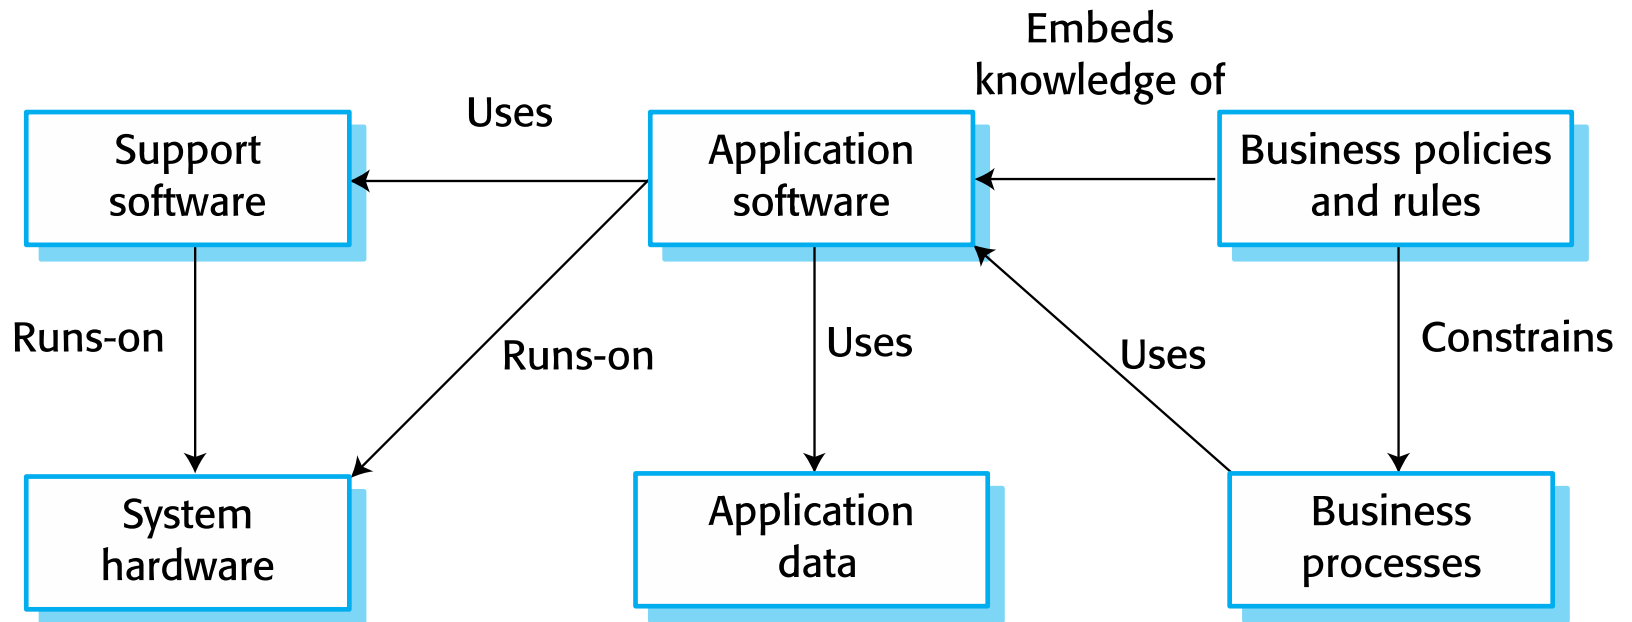 Embeds
knowledge of
Uses
Support
software
Application
software
Business policies
and rules
Runs-on
Runs-on
Uses
Uses
Constrains
System
hardware
Application
data
Business
processes